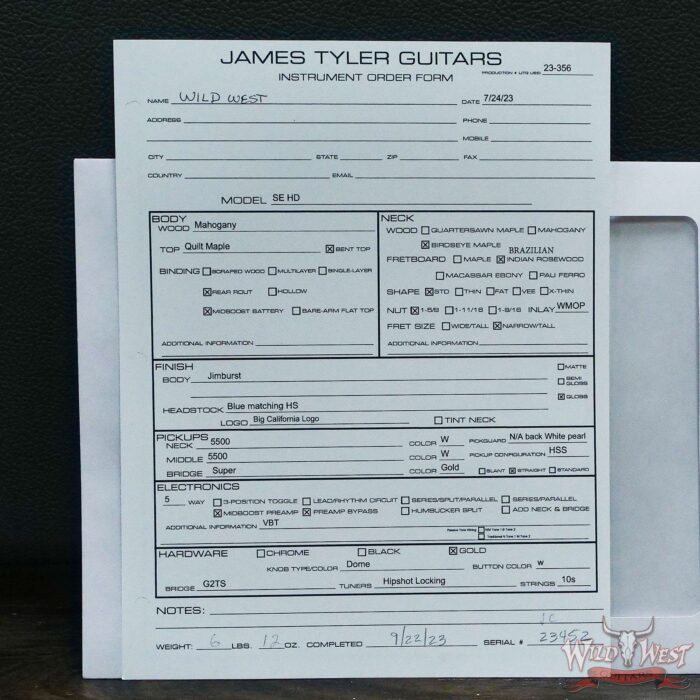 JAMES TYLER GUITARS
INSTRUMENT ORDER FORM PRODUCTION # (JTG USE): 23-356
NAME WILD WEST DATE 7/24/23
ADDRESS PHONE
MOBILE
CITY STATE ZIP FAX
COUNTRY EMAIL
MODEL SE HD
BODY
WOOD Mahogany
TOP Quilt Maple ☒ BENT TOP
BINDING ☐ SCRAPED WOOD ☐ MULTILAYER ☐ SINGLE-LAYER
☒ REAR ROUT ☐ HOLLOW
☒ MIDBOOST BATTERY ☐ BARE-ARM FLAT TOP
ADDITIONAL INFORMATION
NECK
WOOD ☐ QUARTERSAWN MAPLE ☐ MAHOGANY
☒ BIRDSEYE MAPLE
BRAZILIAN
FRETBOARD ☐ MAPLE ☒ INDIAN ROSEWOOD
☐ MACASSAR EBONY ☐ PAU FERRO
SHAPE ☒ STD ☐ THIN ☐ FAT ☐ VEE ☐ X-THIN
NUT ☒ 1-5/8 ☐ 1-11/16 ☐ 1-9/16 INLAY WMOP
FRET SIZE ☐ WIDE/TALL ☒ NARROW/TALL
ADDITIONAL INFORMATION
FINISH ☐ MATTE
BODY Jimburst ☐ SEMI GLOSS
☒ GLOSS
HEADSTOCK Blue matching HS
LOGO Big California Logo ☐ TINT NECK
PICKUPS
NECK 5500 COLOR W PICKGUARD N/A back White pearl
MIDDLE 5500 COLOR W PICKUP CONFIGURATION HSS
BRIDGE Super COLOR Gold ☐ SLANT ☒ STRAIGHT ☐ STANDARD
ELECTRONICS
5 WAY ☐ 3-POSITION TOGGLE ☐ LEAD/RHYTHM CIRCUIT ☐ SERIES/SPLIT/PARALLEL ☐ SERIES/PARALLEL
☒ MIDBOOST PREAMP ☒ PREAMP BYPASS ☐ HUMBUCKER SPLIT ☐ ADD NECK & BRIDGE
ADDITIONAL INFORMATION VBT
HARDWARE ☐ CHROME ☐ BLACK ☒ GOLD
KNOB TYPE/COLOR Dome BUTTON COLOR w
BRIDGE G2TS TUNERS Hipshot Locking STRINGS 10s
NOTES:
WEIGHT: 6 LBS. 12 OZ. COMPLETED 9/22/23 SERIAL # 23452
WILD WEST
GUITARS